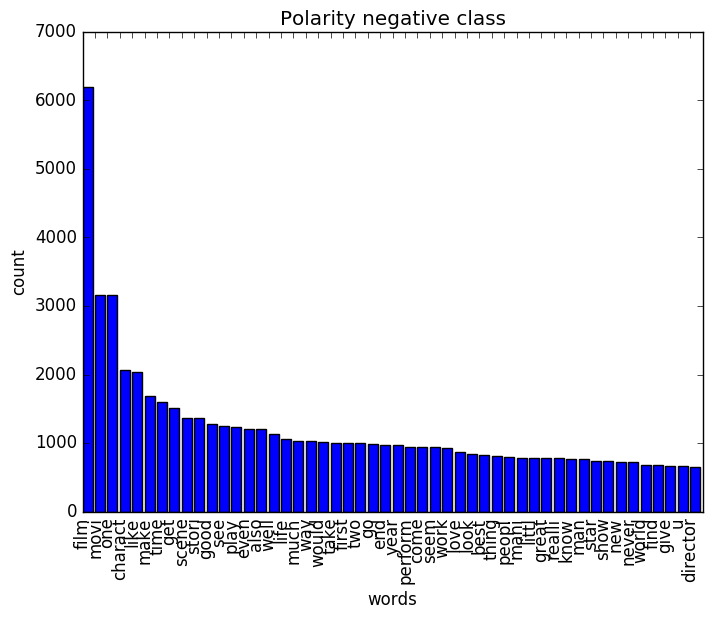 Polarity negative class
7000
6000
5000
4000
3000
2000
1000
0
count
film
movi
one
charact
like
make
time
get
scene
stori
good
see
play
even
also
well
life
much
way
would
take
first
two
go
end
year
perform
come
seem
work
love
look
best
thing
peopl
mani
littl
great
realli
know
man
star
show
new
never
world
find
give
u
director
words